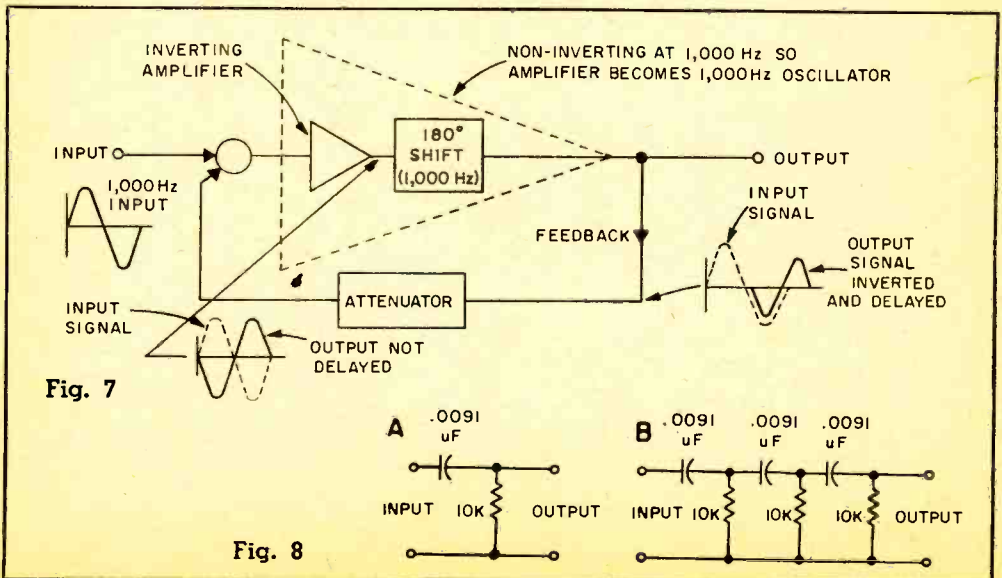 INVERTING
AMPLIFIER
NON-INVERTING AT 1,000 Hz SO
AMPLIFIER BECOMES 1,000Hz OSCILLATOR
INPUT
180°
SHIFT
(1,000 Hz)
OUTPUT
1,000Hz
INPUT
FEEDBACK
INPUT
SIGNAL
OUTPUT
SIGNAL
INVERTED
AND DELAYED
ATTENUATOR
INPUT
SIGNAL
OUTPUT NOT
DELAYED
Fig. 7
A
.0091
uF
INPUT
10K
OUTPUT
B
.0091
uF
.0091
uF
.0091
uF
INPUT
10K
10K
10K
OUTPUT
Fig. 8